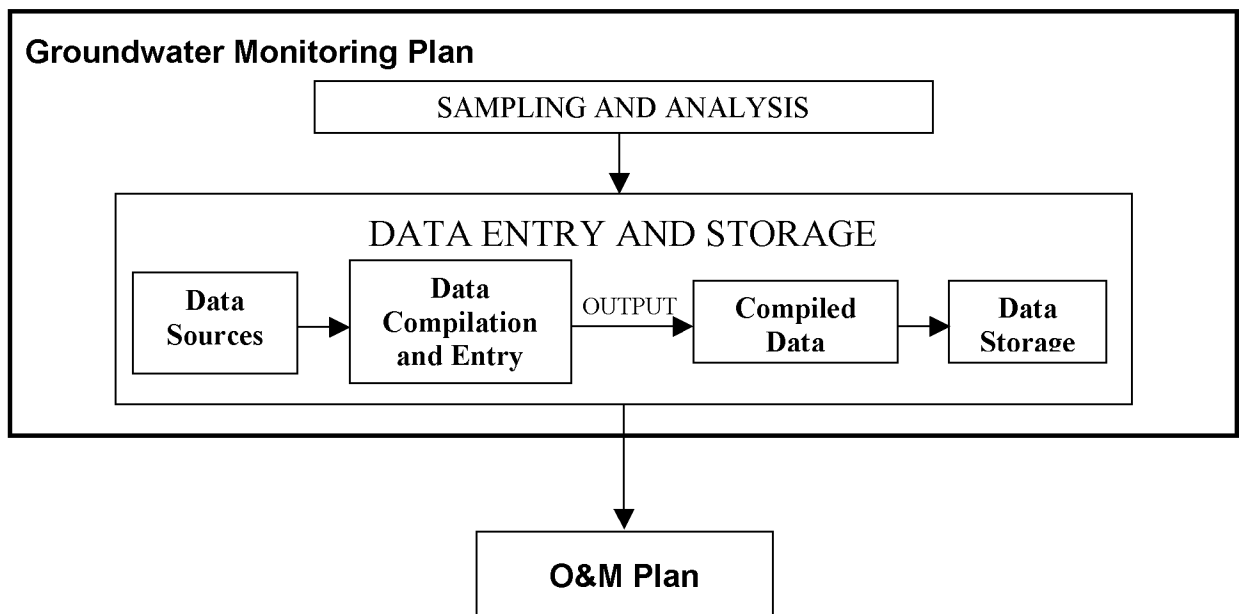 Groundwater Monitoring Plan
SAMPLING AND ANALYSIS
DATA ENTRY AND STORAGE
Data
Sources
Data
Compilation
and Entry
OUTPUT
Compiled
Data
Data
Storage
O&M Plan